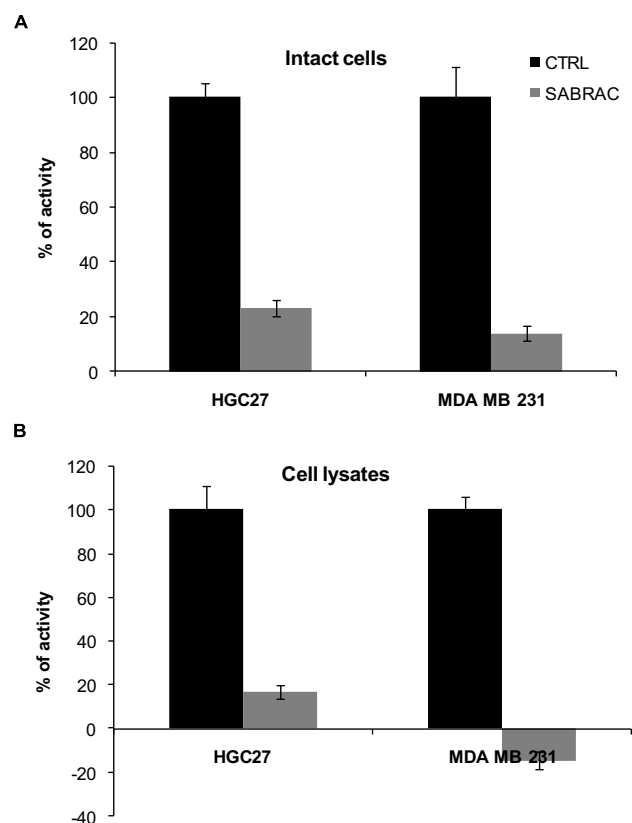 A
Intact cells
CTRL
SABRAC
% of activity
120
100
80
60
40
20
0
HGC27 MDA MB 231
B
Cell lysates
% of activity
120
100
80
60
40
20
0
-20
-40
HGC27 MDA MB 231